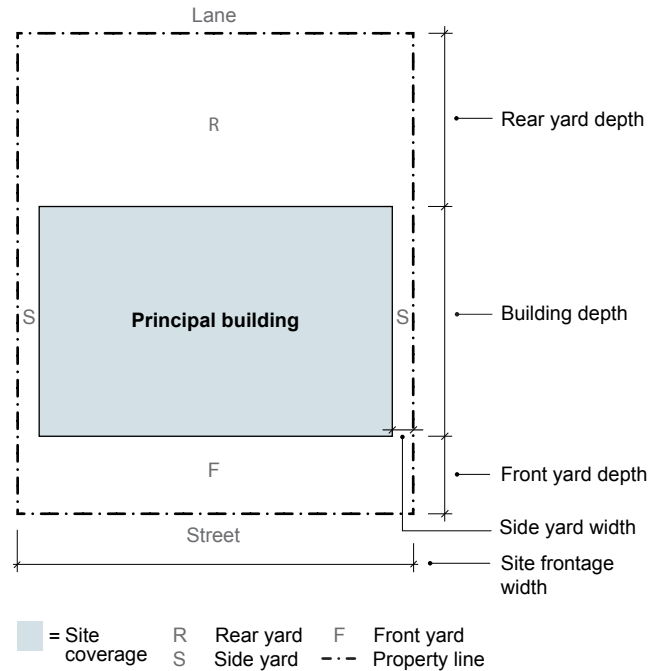 Lane
R
Rear yard depth
S
Principal building
S
Building depth
F
Front yard depth
Street
Side yard width
Site frontage
width
= Site
coverage
R Rear yard
F Front yard
S Side yard
Property line